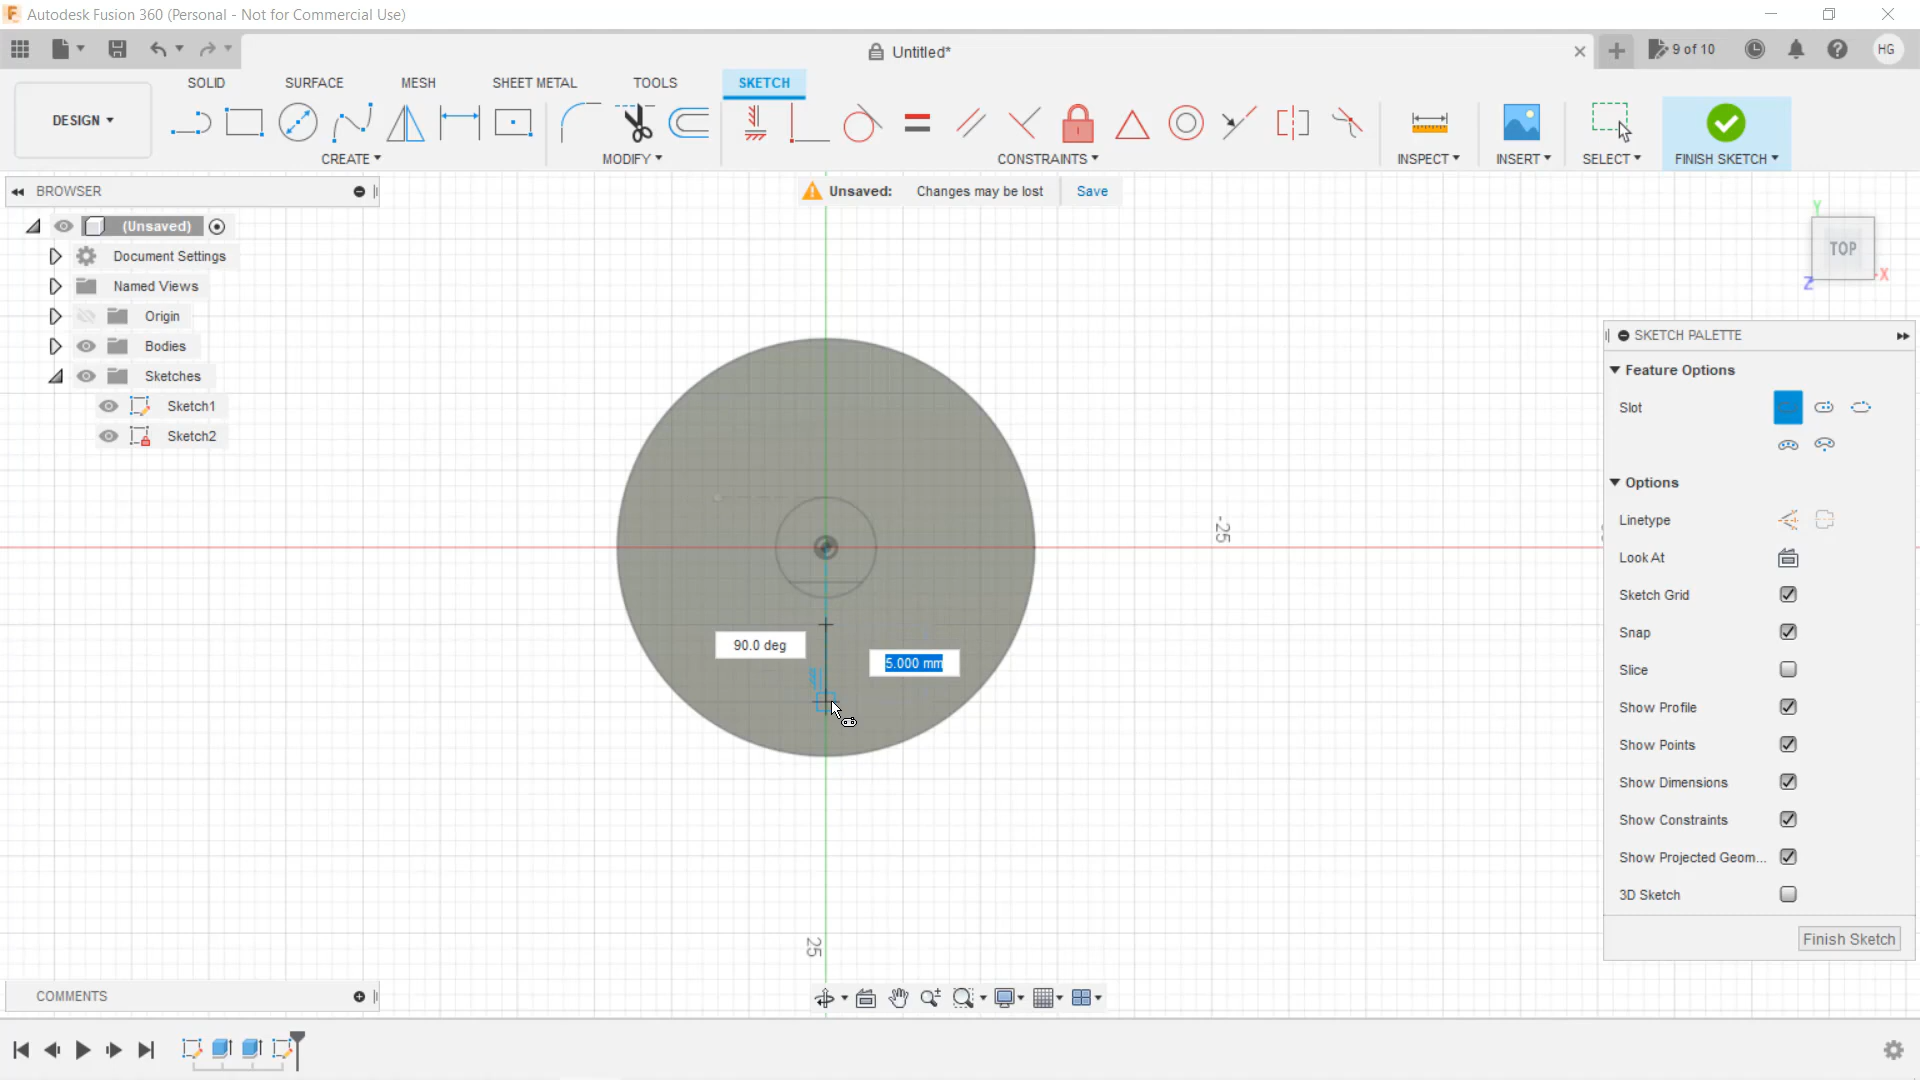 Autodesk Fusion 360 (Personal - Not for Commercial Use)
Untitled*
9 of 10
HG
SOLID SURFACE MESH SHEET METAL TOOLS SKETCH
DESIGN
CREATE MODIFY CONSTRAINTS INSPECT INSERT SELECT FINISH SKETCH
BROWSER
Unsaved: Changes may be lost Save
(Unsaved)
Document Settings
Named Views
Origin
Bodies
Sketches
Sketch1
Sketch2
Y
TOP
X
Z
SKETCH PALETTE
Feature Options
Slot
Options
Linetype
Look At
Sketch Grid
Snap
Slice
Show Profile
Show Points
Show Dimensions
Show Constraints
Show Projected Geom...
3D Sketch
Finish Sketch
-25
90.0 deg
5.000 mm
25
COMMENTS